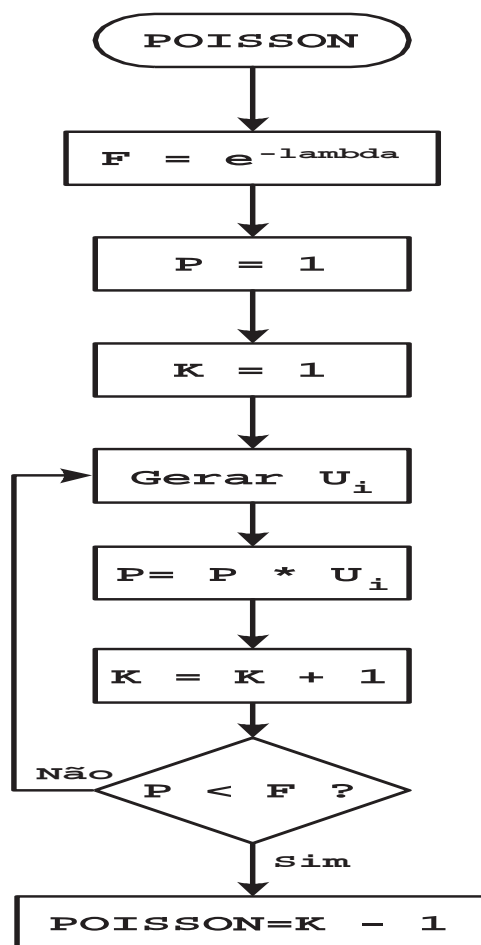 POISSON
F = e^-lambda
P = 1
K = 1
Gerar U_i
P= P * U_i
K = K + 1
Não
P < F ?
Sim
POISSON=K - 1